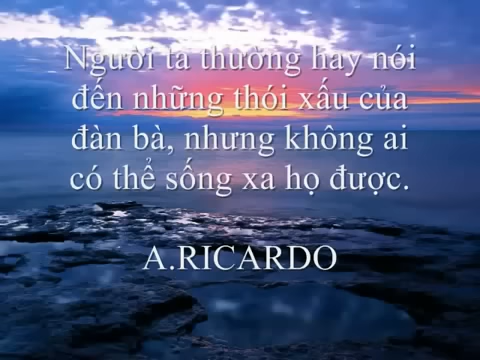 Người ta thường hay nói
đến những thói xấu của
đàn bà, nhưng không ai
có thể sống xa họ được.
A.RICARDO